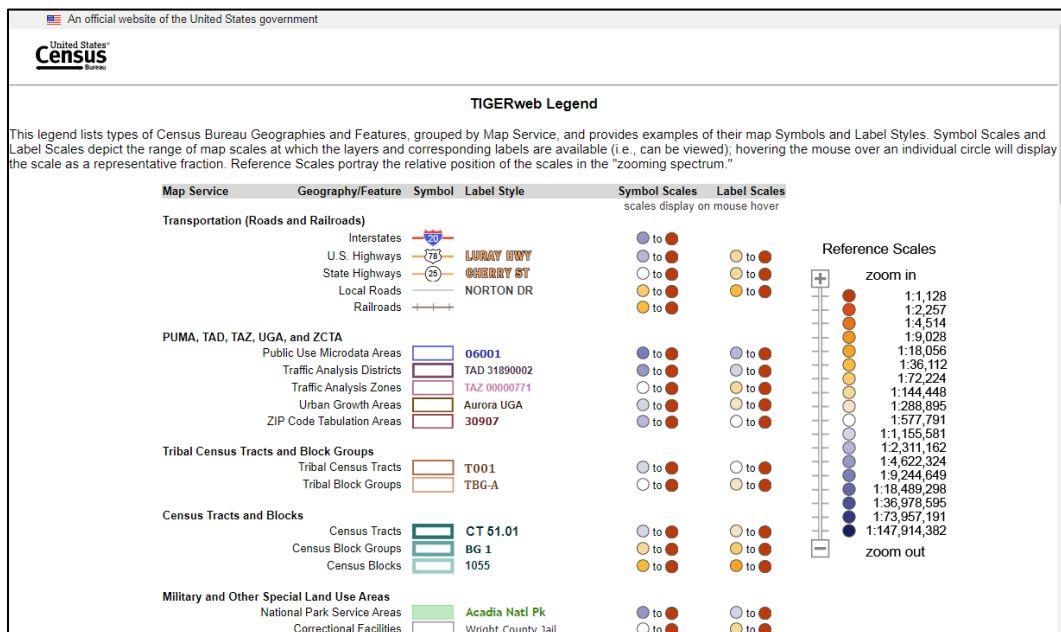 An official website of the United States government
United States®
Census
Bureau
TIGERweb Legend
This legend lists types of Census Bureau Geographies and Features, grouped by Map Service, and provides examples of their map Symbols and Label Styles. Symbol Scales and
Label Scales depict the range of map scales at which the layers and corresponding labels are available (i.e., can be viewed); hovering the mouse over an individual circle will display
the scale as a representative fraction. Reference Scales portray the relative position of the scales in the "zooming spectrum."
Map Service Geography/Feature Symbol Label Style Symbol Scales Label Scales
scales display on mouse hover
Transportation (Roads and Railroads)
Interstates 20 to
U.S. Highways 78 LURAY HWY to to
State Highways 25 CHERRY ST to to
Local Roads NORTON DR to to
Railroads to
PUMA, TAD, TAZ, UGA, and ZCTA
Public Use Microdata Areas 06001 to to
Traffic Analysis Districts TAD 31890002 to to
Traffic Analysis Zones TAZ 00000771 to to
Urban Growth Areas Aurora UGA to to
ZIP Code Tabulation Areas 30907 to to
Tribal Census Tracts and Block Groups
Tribal Census Tracts T001 to to
Tribal Block Groups TBG-A to to
Census Tracts and Blocks
Census Tracts CT 51.01 to to
Census Block Groups BG 1 to to
Census Blocks 1055 to to
Military and Other Special Land Use Areas
National Park Service Areas Acadia Natl Pk to to
Correctional Facilities Wright County Jail to to
Reference Scales
zoom in
1:1,128
1:2,257
1:4,514
1:9,028
1:18,056
1:36,112
1:72,224
1:144,448
1:288,895
1:577,791
1:1,155,581
1:2,311,162
1:4,622,324
1:9,244,649
1:18,489,298
1:36,978,595
1:73,957,191
1:147,914,382
zoom out